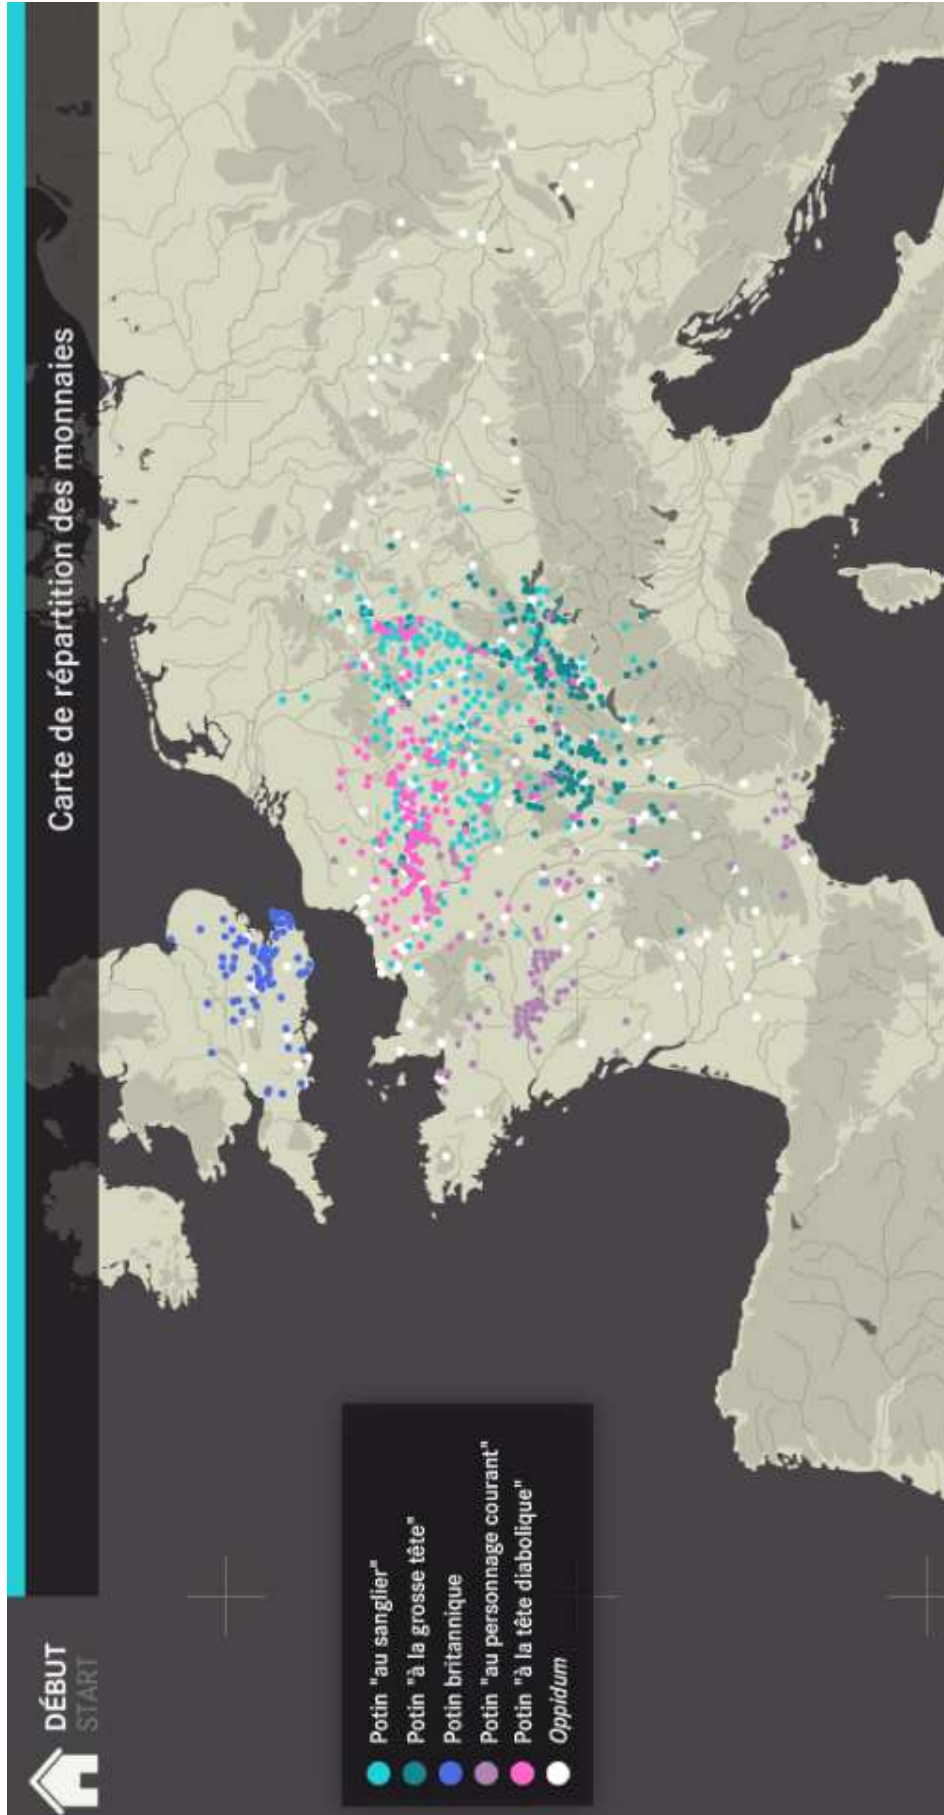 DÉBUT
START
Carte de répartition des monnaies
Potin "au sanglier"
Potin "à la grosse tête"
Potin britannique
Potin "au personnage courant"
Potin "à la tête diabolique"
Oppidum